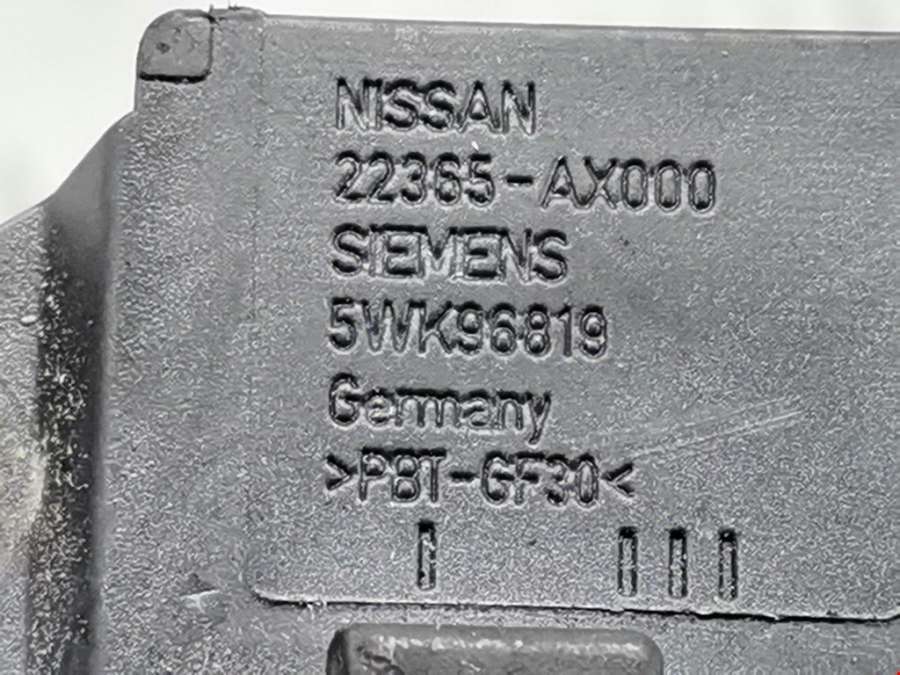 NISSAN
22365-AX000
SIEMENS
5WK96819
Germany
>PBT-GF30<